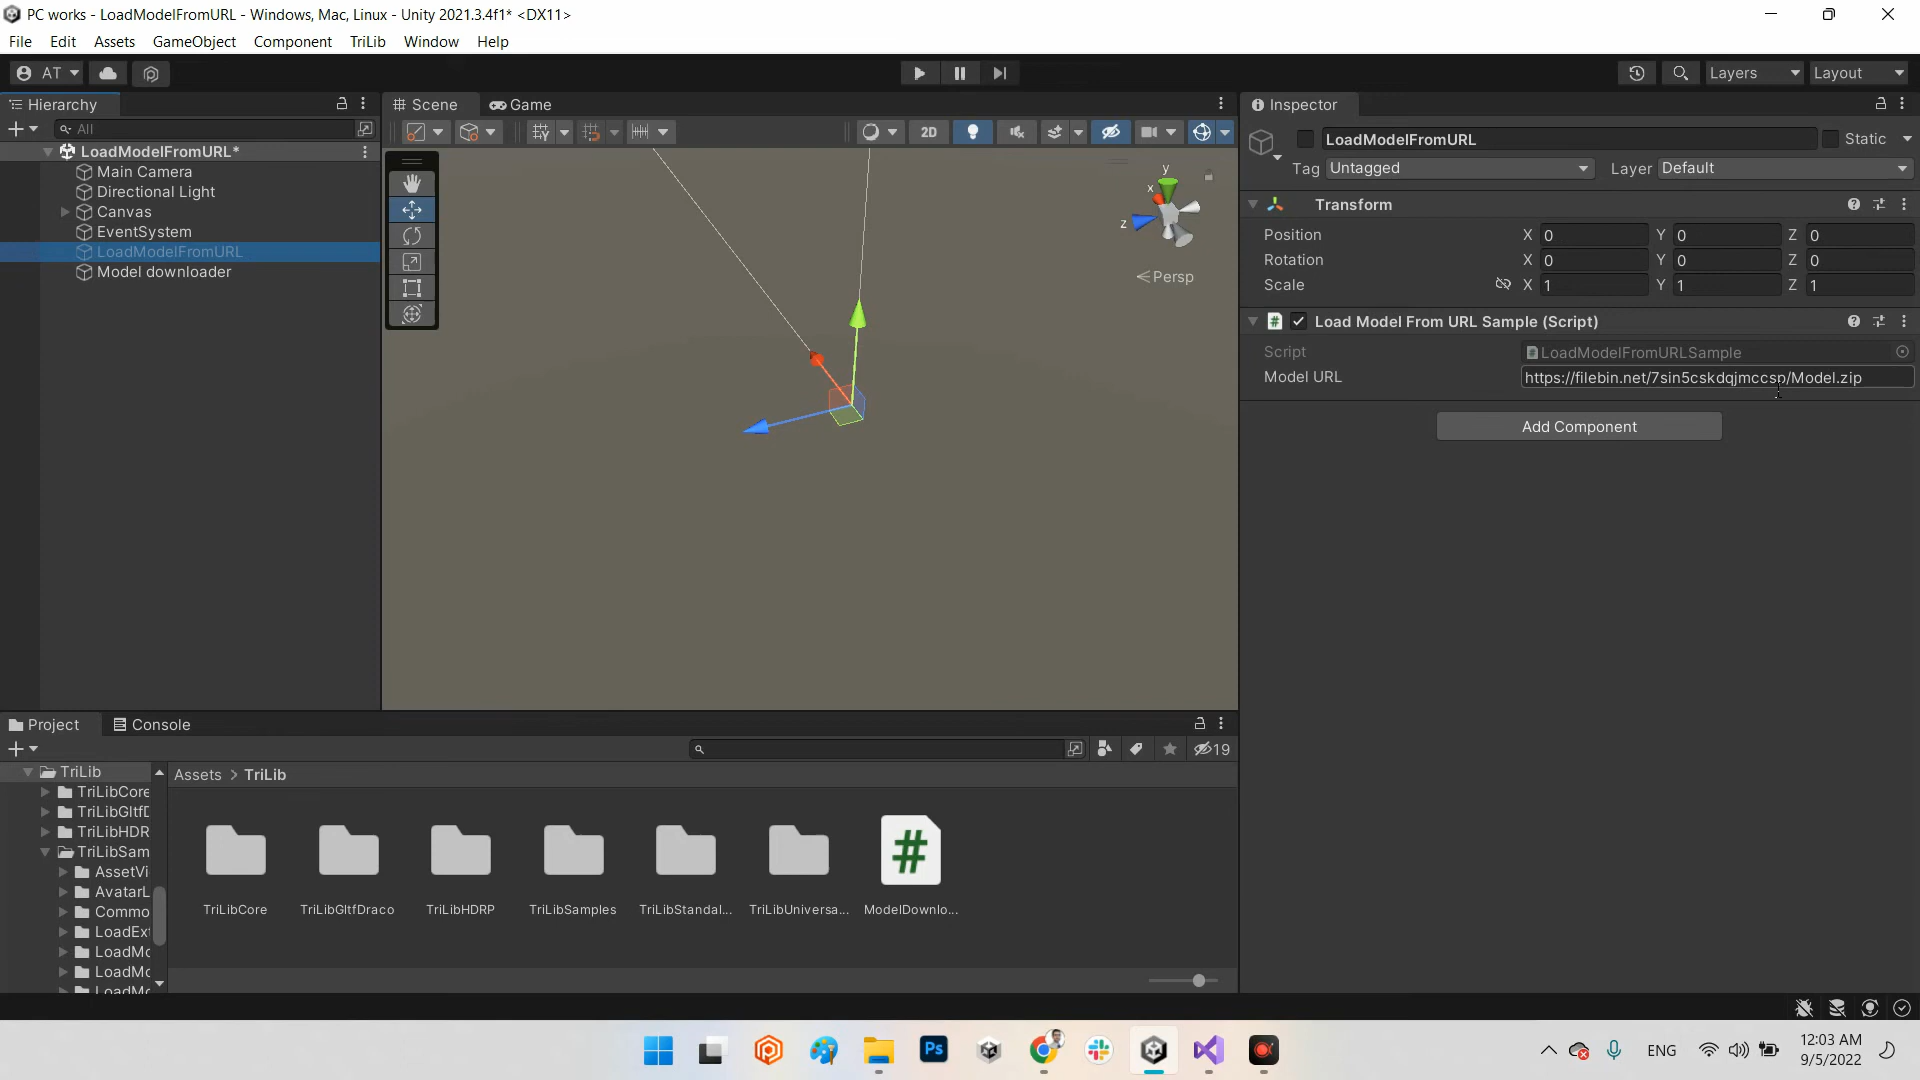 PC works - LoadModelFromURL - Windows, Mac, Linux - Unity 2021.3.4f1* <DX11>
File Edit Assets GameObject Component TriLib Window Help
AT Layers Layout
Hierarchy
All
LoadModelFromURL*
Main Camera
Directional Light
Canvas
EventSystem
LoadModelFromURL
Model downloader
Scene Game
2D
y
x
z
Persp
Inspector
LoadModelFromURL Static
Tag Untagged Layer Default
Transform
Position X 0 Y 0 Z 0
Rotation X 0 Y 0 Z 0
Scale X 1 Y 1 Z 1
# Load Model From URL Sample (Script)
Script LoadModelFromURLSample
Model URL https://filebin.net/7sin5cskdqjmccsp/Model.zip
Add Component
Project Console
19
TriLib
TriLibCore
TriLibGltfD
TriLibHDR
TriLibSam
AssetVi
AvatarL
Commo
LoadExt
LoadMo
LoadMo
LoadMo
Assets > TriLib
#
TriLibCore TriLibGltfDraco TriLibHDRP TriLibSamples TriLibStandal... TriLibUniversa... ModelDownlo...
Ps
ENG
12:03 AM
9/5/2022